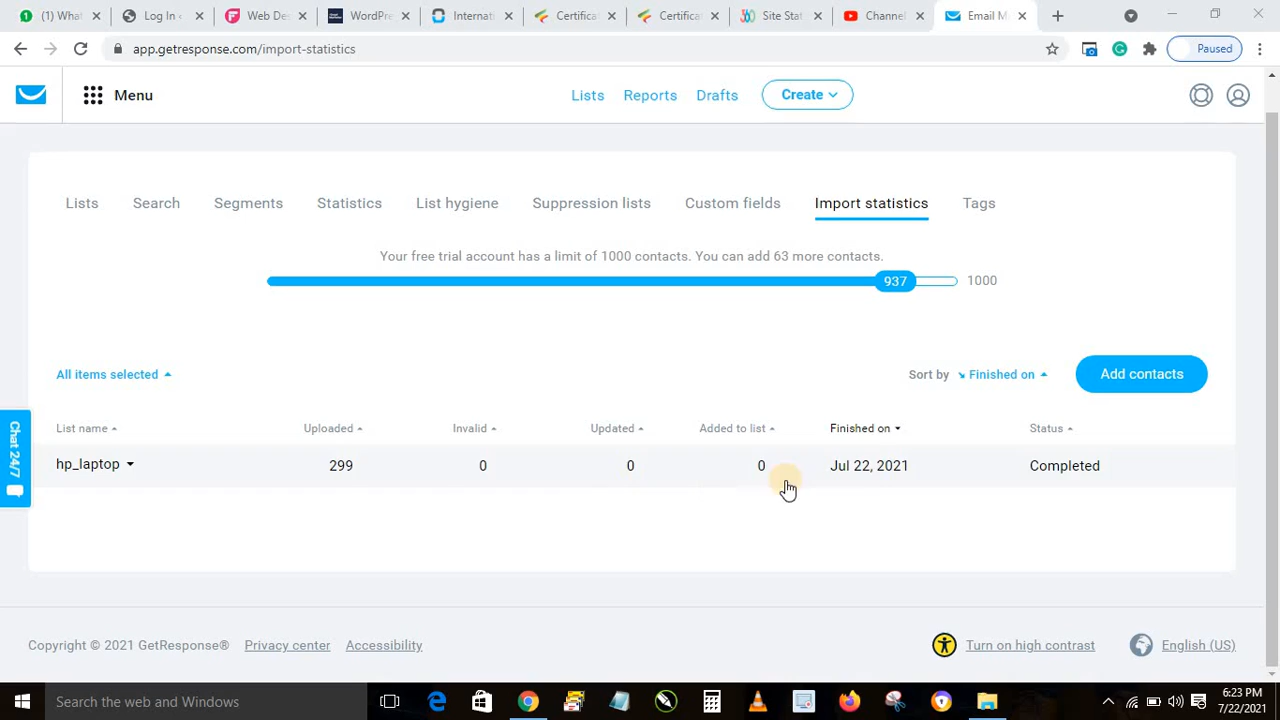 (1) What
Log In ‹
Web Des
WordPre
Internati
Certifica
Certifica
Site Stat
Channel
Email M
app.getresponse.com/import-statistics
Paused
Menu
Lists
Reports
Drafts
Create
Lists
Search
Segments
Statistics
List hygiene
Suppression lists
Custom fields
Import statistics
Tags
Your free trial account has a limit of 1000 contacts. You can add 63 more contacts.
937
1000
All items selected
Sort by
Finished on
Add contacts
List name
Uploaded
Invalid
Updated
Added to list
Finished on
Status
hp_laptop
299
0
0
0
Jul 22, 2021
Completed
Chat 24/7
Copyright © 2021 GetResponse®
Privacy center
Accessibility
Turn on high contrast
English (US)
Search the web and Windows
6:23 PM
7/22/2021